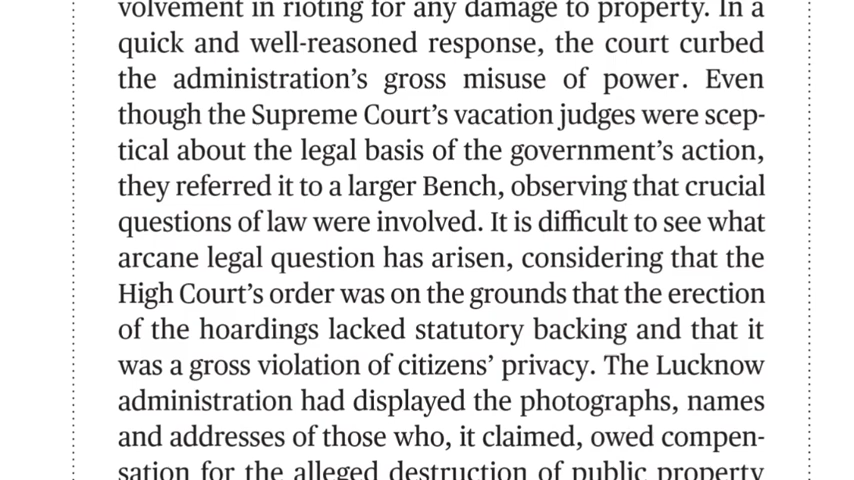 volvement in rioting for any damage to property. In a
quick and well-reasoned response, the court curbed
the administration’s gross misuse of power. Even
though the Supreme Court’s vacation judges were scep-
tical about the legal basis of the government’s action,
they referred it to a larger Bench, observing that crucial
questions of law were involved. It is difficult to see what
arcane legal question has arisen, considering that the
High Court’s order was on the grounds that the erection
of the hoardings lacked statutory backing and that it
was a gross violation of citizens’ privacy. The Lucknow
administration had displayed the photographs, names
and addresses of those who, it claimed, owed compen-
sation for the alleged destruction of public property